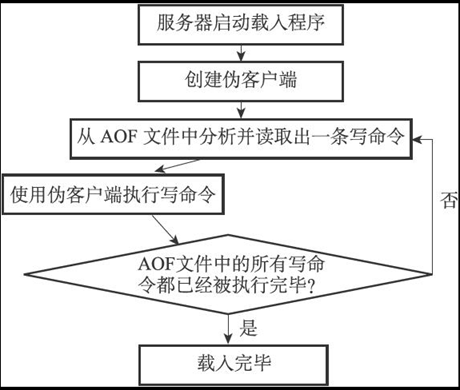 服务器启动载入程序
创建伪客户端
从 AOF 文件中分析并读取出一条写命令
使用伪客户端执行写命令
否
AOF文件中的所有写命
令都已经被执行完毕?
是
载入完毕